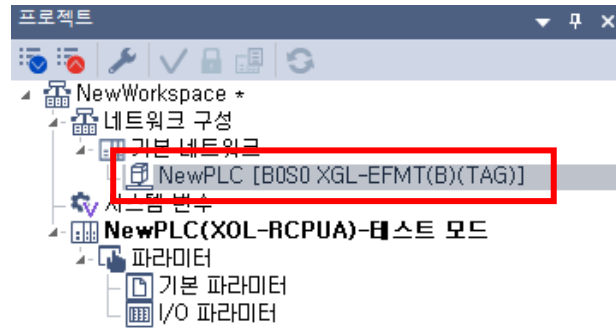 프로젝트
NewWorkspace *
네트워크 구성
기본 네트워크
NewPLC [B0S0 XGL-EFMT(B)(TAG)]
시스템 변수
NewPLC(XOL-RCPUA)-테스트 모드
파라미터
기본 파라미터
I/O 파라미터